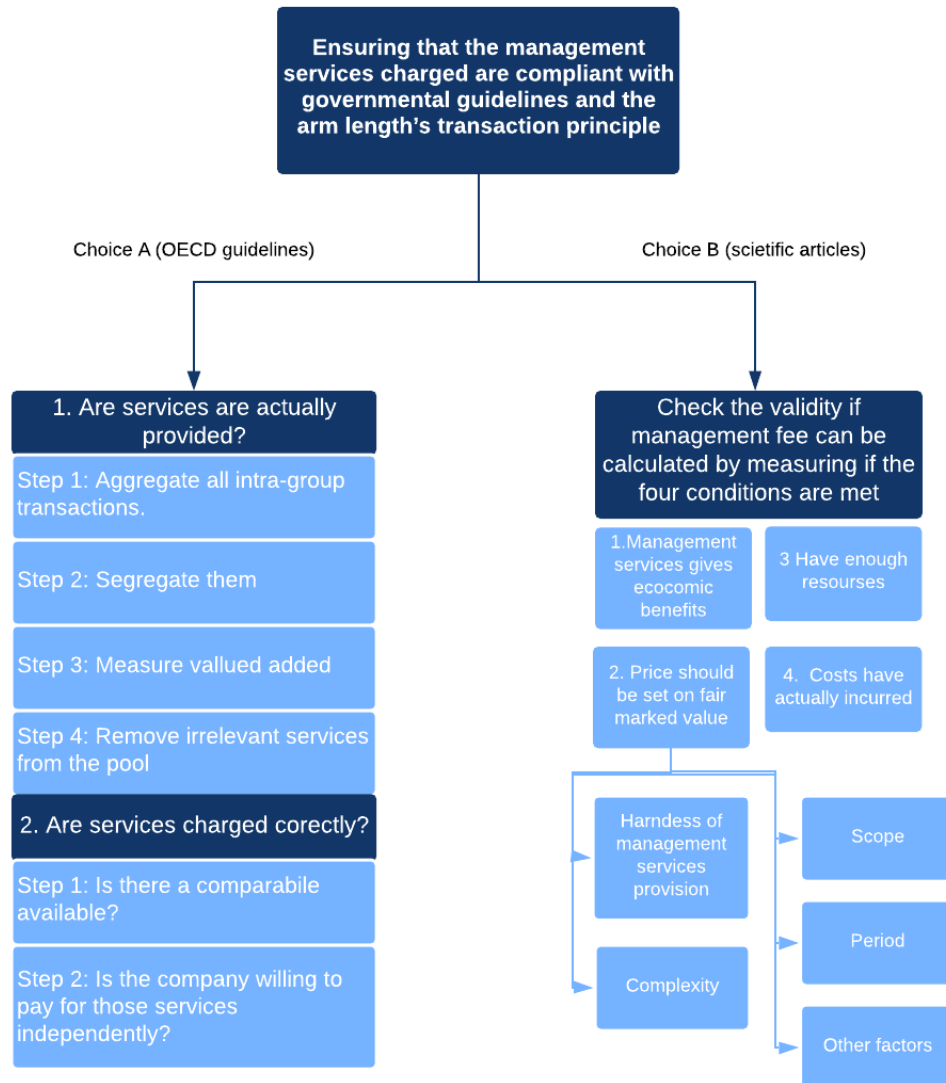 Ensuring that the management
services charged are compliant with
governmental guidelines and the
arm length’s transaction principle
Choice A (OECD guidelines)
Choice B (scietific articles)
1. Are services are actually
provided?
Step 1: Aggregate all intra-group
transactions.
Step 2: Segregate them
Step 3: Measure vallued added
Step 4: Remove irrelevant services
from the pool
2. Are services charged corectly?
Step 1: Is there a comparabile
available?
Step 2: Is the company willing to
pay for those services
independently?
Check the validity if
management fee can be
calculated by measuring if the
four conditions are met
1.Management
services gives
ecocomic
benefits
3 Have enough
resourses
2. Price should
be set on fair
marked value
4. Costs have
actually incurred
Harndess of
management
services
provision
Scope
Complexity
Period
Other factors